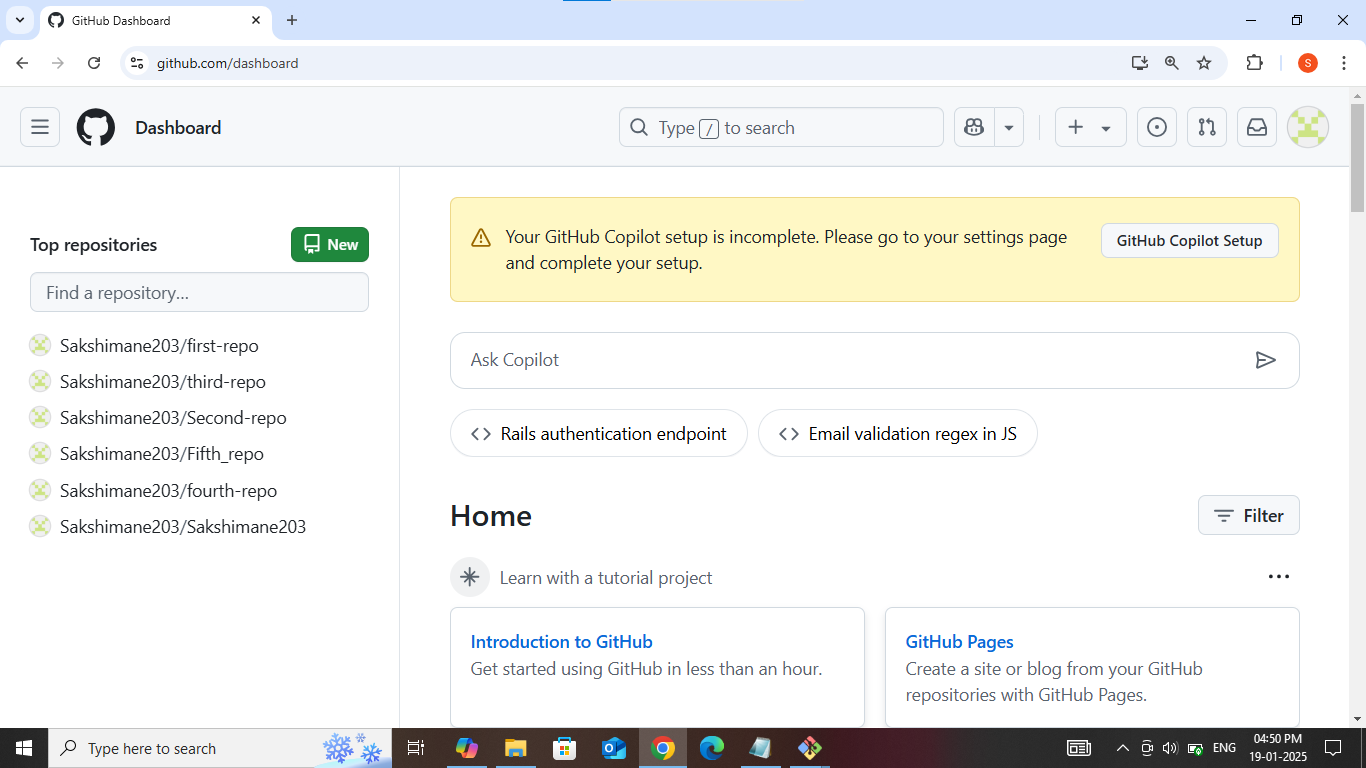 GitHub Dashboard
github.com/dashboard
S
Dashboard
Type / to search
Top repositories
New
Find a repository…
Sakshimane203/first-repo
Sakshimane203/third-repo
Sakshimane203/Second-repo
Sakshimane203/Fifth_repo
Sakshimane203/fourth-repo
Sakshimane203/Sakshimane203
Your GitHub Copilot setup is incomplete. Please go to your settings page
and complete your setup.
GitHub Copilot Setup
Ask Copilot
Rails authentication endpoint
Email validation regex in JS
Home
Filter
Learn with a tutorial project
Introduction to GitHub
Get started using GitHub in less than an hour.
GitHub Pages
Create a site or blog from your GitHub
repositories with GitHub Pages.
Type here to search
ENG
04:50 PM
19-01-2025